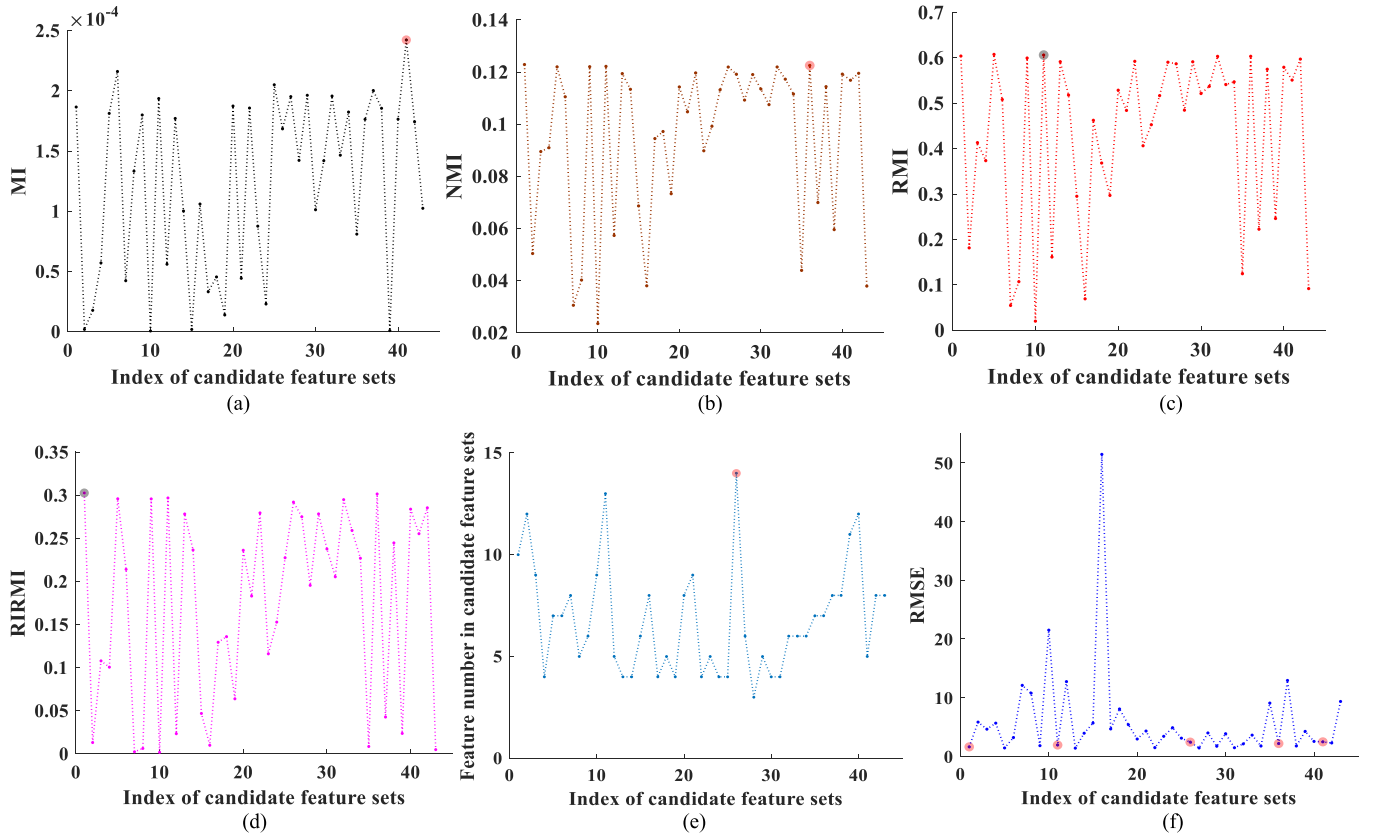 ×10⁻⁴
2.5
2
1.5
1
0.5
0
MI
0 10 20 30 40
Index of candidate feature sets
(a)
0.14
0.12
0.1
0.08
0.06
0.04
0.02
NMI
0 10 20 30 40
Index of candidate feature sets
(b)
0.7
0.6
0.5
0.4
0.3
0.2
0.1
0
RMI
0 10 20 30 40
Index of candidate feature sets
(c)
0.35
0.3
0.25
0.2
0.15
0.1
0.05
0
RIRMI
0 10 20 30 40
Index of candidate feature sets
(d)
15
10
5
0
Feature number in candidate feature sets
0 10 20 30 40
Index of candidate feature sets
(e)
50
40
30
20
10
0
RMSE
0 10 20 30 40
Index of candidate feature sets
(f)